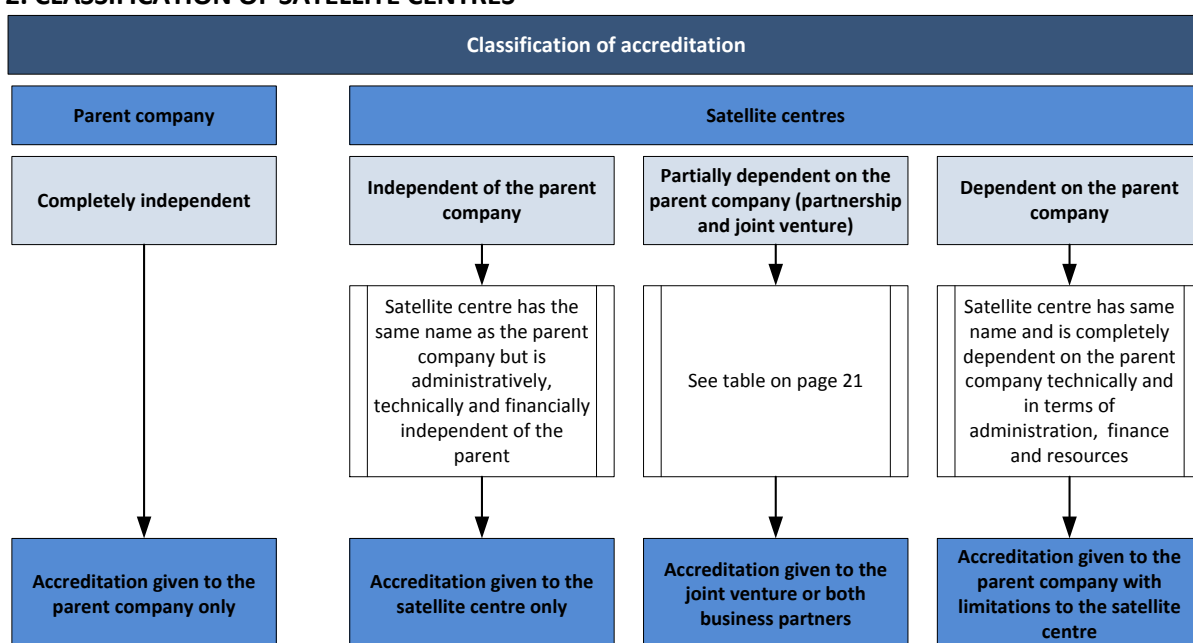 2. CLASSIFICATION OF SATELLITE CENTRES
Classification of accreditation
Parent company
Satellite centres
Completely independent
Independent of the parent
company
Partially dependent on the
parent company (partnership
and joint venture)
Dependent on the parent
company
Satellite centre has the
same name as the parent
company but is
administratively,
technically and financially
independent of the
parent
See table on page 21
Satellite centre has same
name and is completely
dependent on the parent
company technically and
in terms of
administration, finance
and resources
Accreditation given to the
parent company only
Accreditation given to the
satellite centre only
Accreditation given to the
joint venture or both
business partners
Accreditation given to the
parent company with
limitations to the satellite
centre